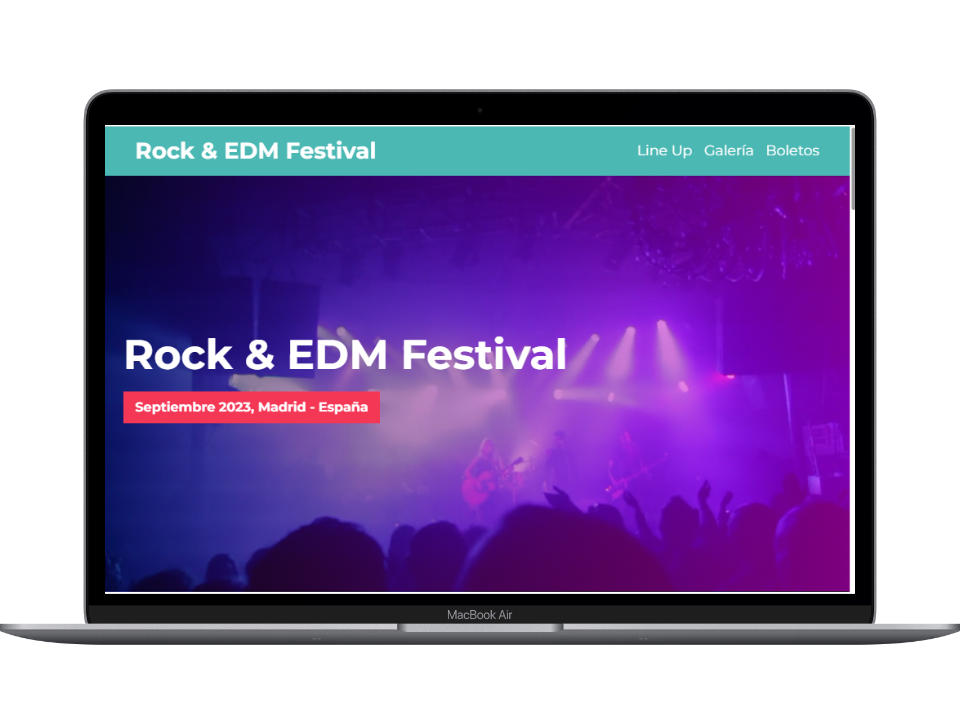 Rock & EDM Festival
Line Up Galería Boletos
Rock & EDM Festival
Septiembre 2023, Madrid - España
MacBook Air